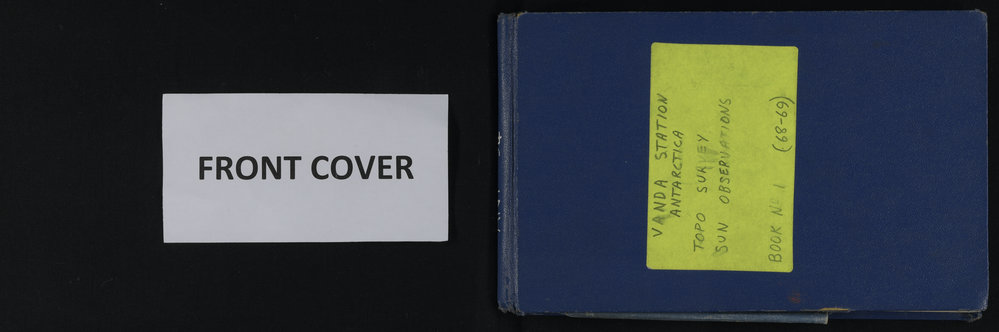 FRONT COVER
VANDA STATION
ANTARCTICA
TOPO SURVEY
SUN OBSERVATIONS
BOOK Nº 1 (68-69)